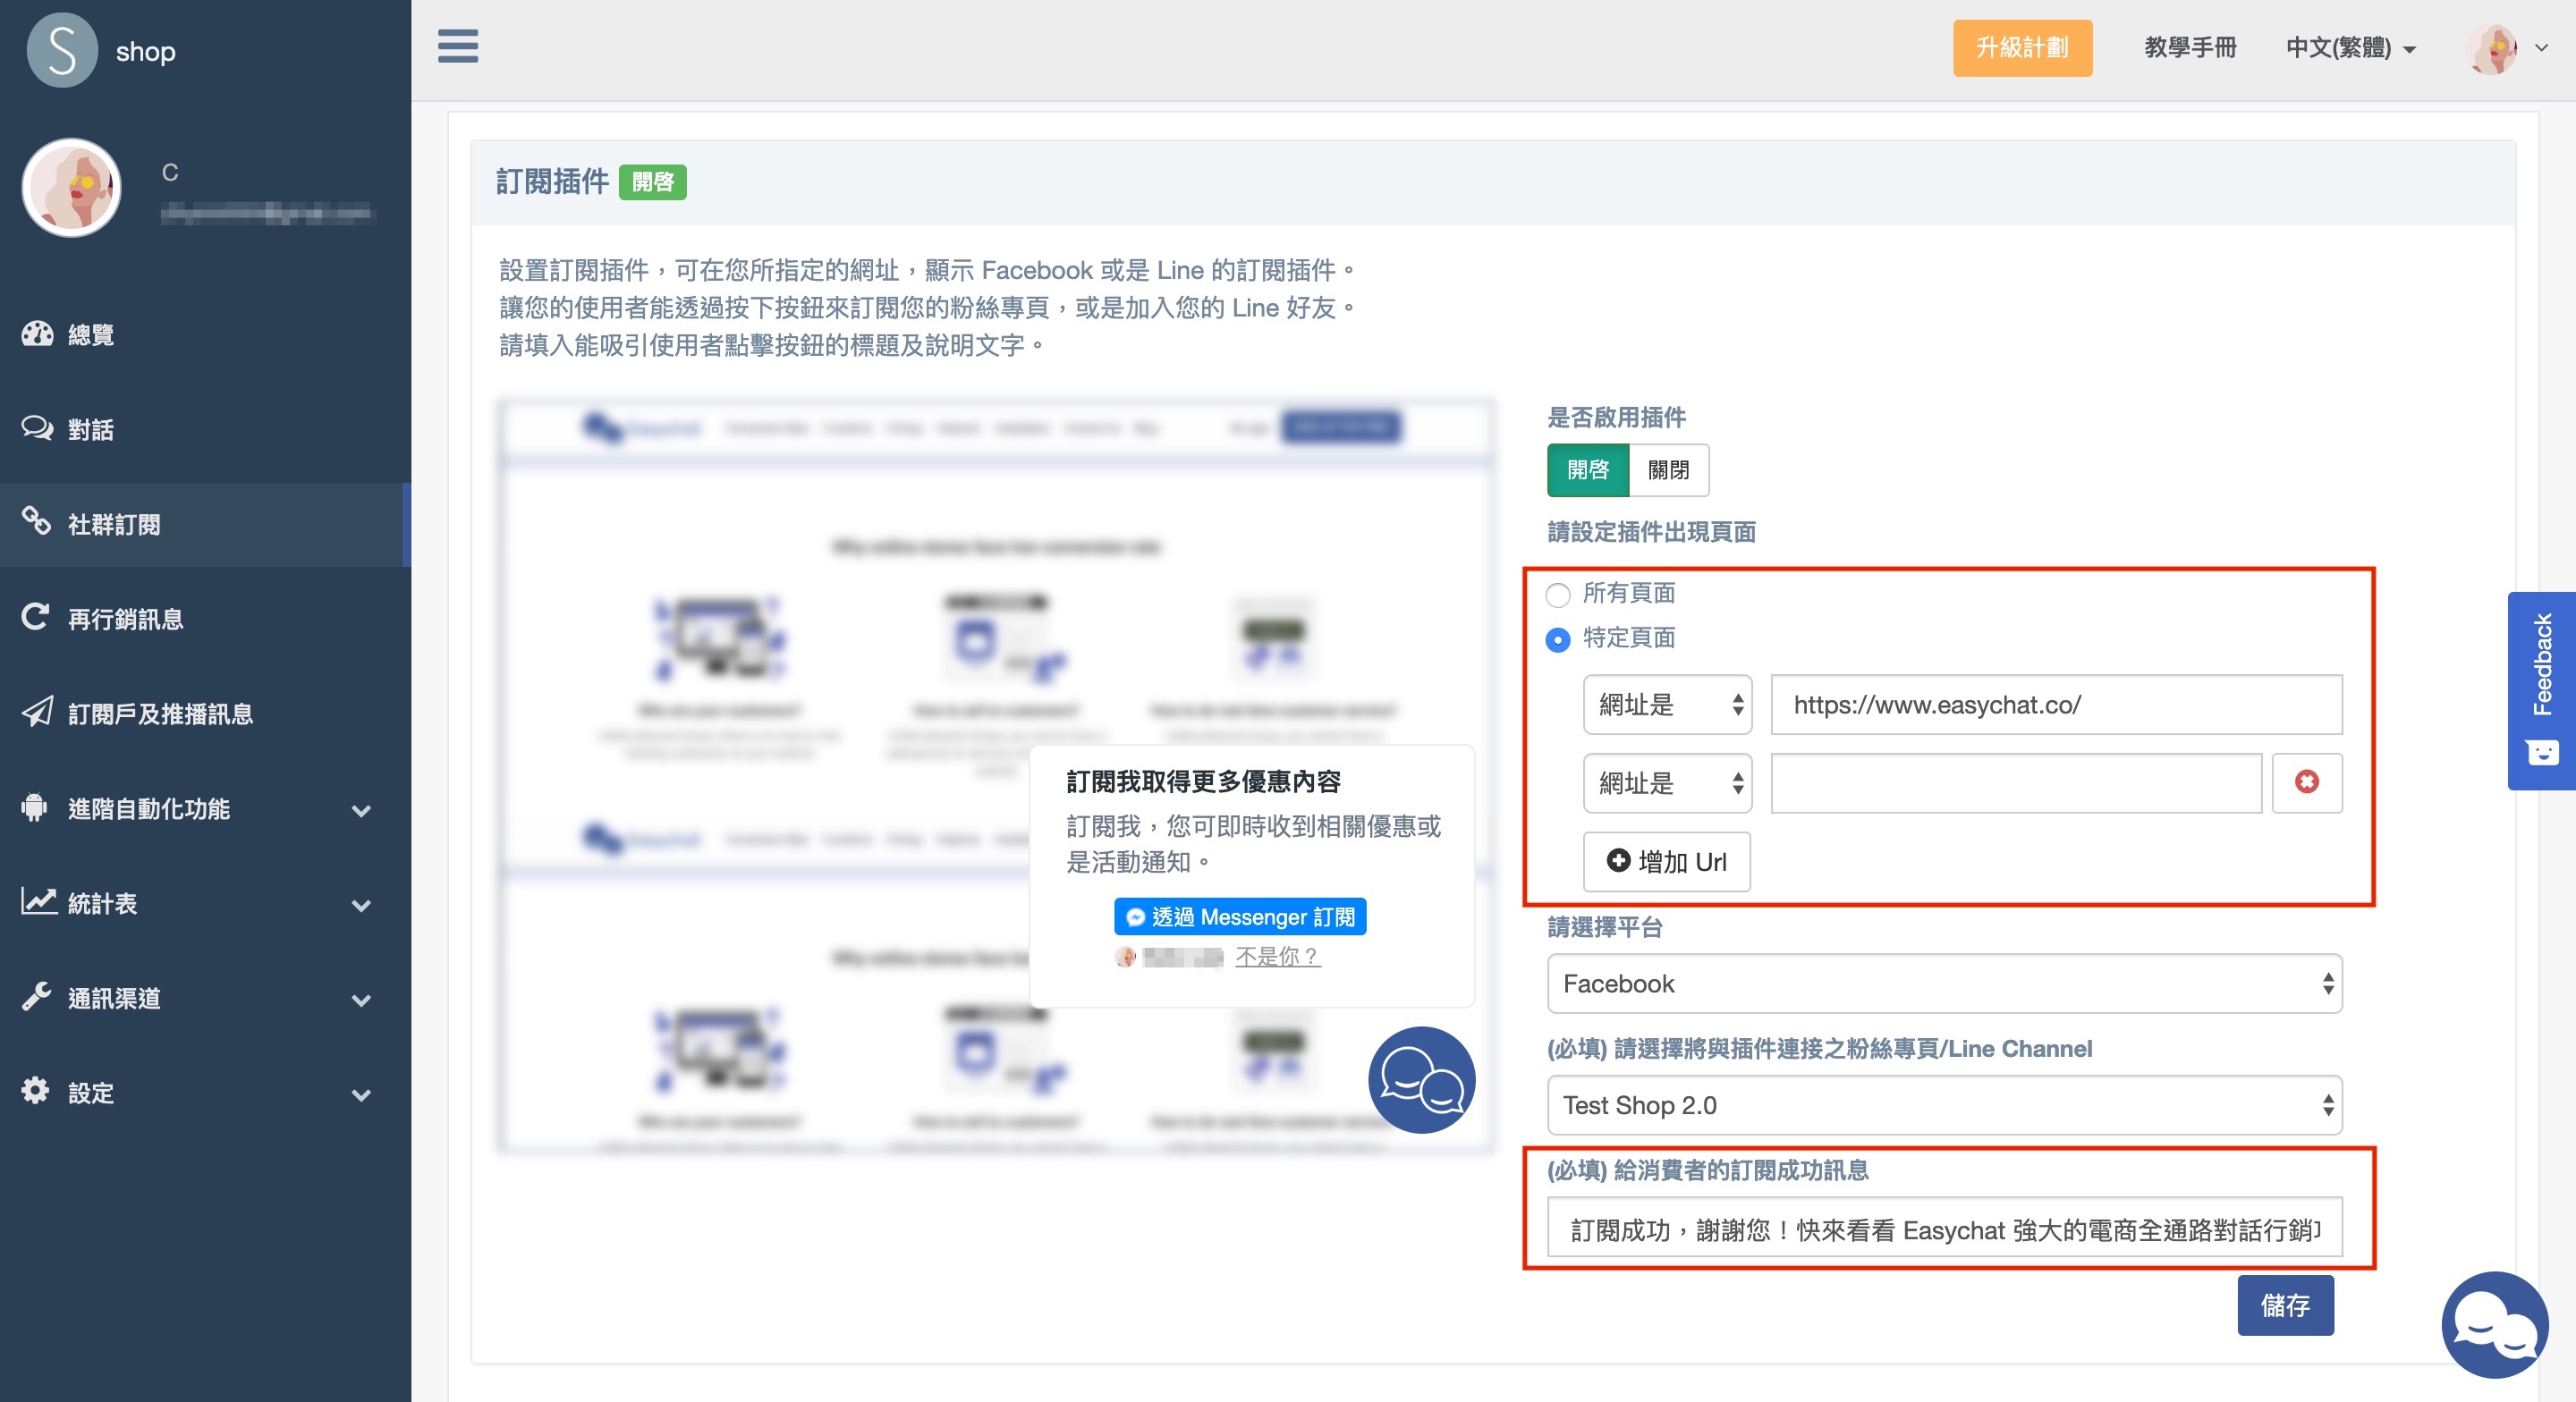 S shop
升級計劃
教學手冊
中文(繁體)
C
總覽
對話
社群訂閱
再行銷訊息
訂閱戶及推播訊息
進階自動化功能
統計表
通訊渠道
設定
訂閱插件 開啓
設置訂閱插件，可在您所指定的網址，顯示 Facebook 或是 Line 的訂閱插件。
讓您的使用者能透過按下按鈕來訂閱您的粉絲專頁，或是加入您的 Line 好友。
請填入能吸引使用者點擊按鈕的標題及說明文字。
Why online stores face low conversion rate
訂閱我取得更多優惠內容
訂閱我，您可即時收到相關優惠或
是活動通知。
透過 Messenger 訂閱
不是你？
是否啟用插件
開啓 關閉
請設定插件出現頁面
所有頁面
特定頁面
網址是 https://www.easychat.co/
網址是
增加 Url
請選擇平台
Facebook
(必填) 請選擇將與插件連接之粉絲專頁/Line Channel
Test Shop 2.0
(必填) 給消費者的訂閱成功訊息
訂閱成功，謝謝您！快來看看 Easychat 強大的電商全通路對話行銷
儲存
Feedback